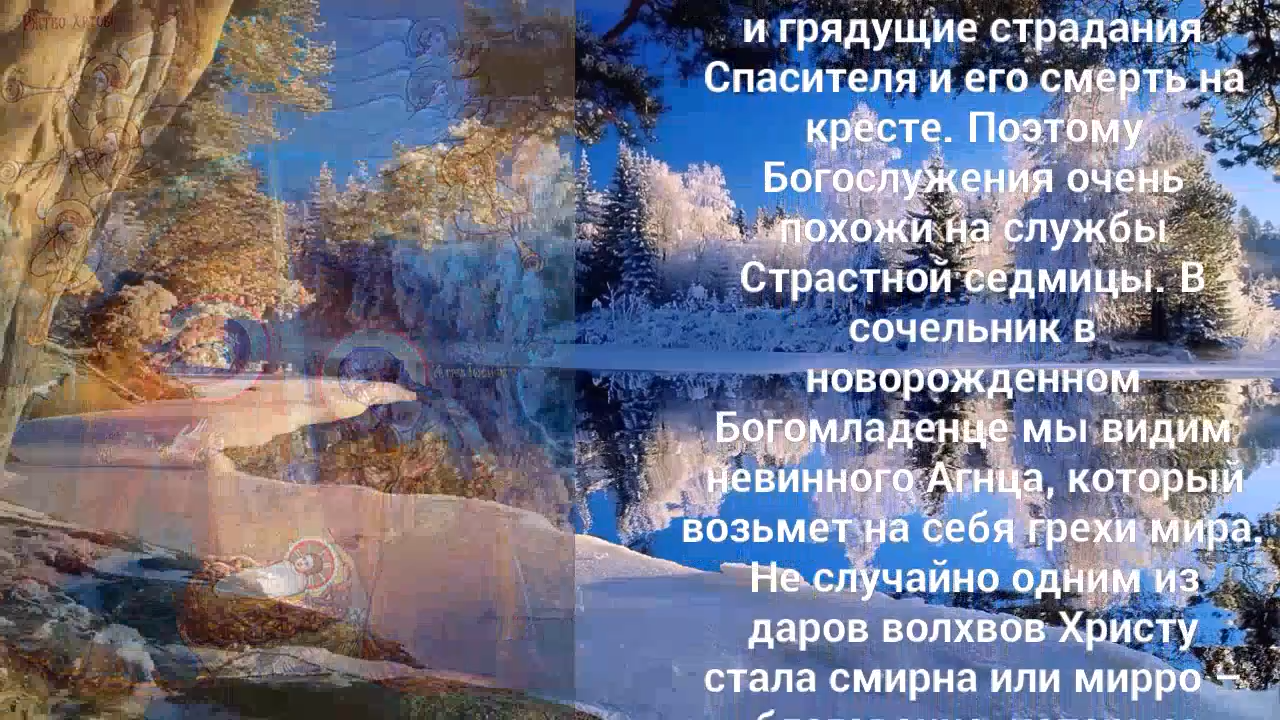 и грядущие страдания
Спасителя и его смерть на
кресте. Поэтому
Богослужения очень
похожи на службы
Страстной седмицы. В
сочельник в
новорожденном
Богомладенце мы видим
невинного Агнца, который
возьмет на себя грехи мира.
Не случайно одним из
даров волхвов Христу
стала смирна или мирро –